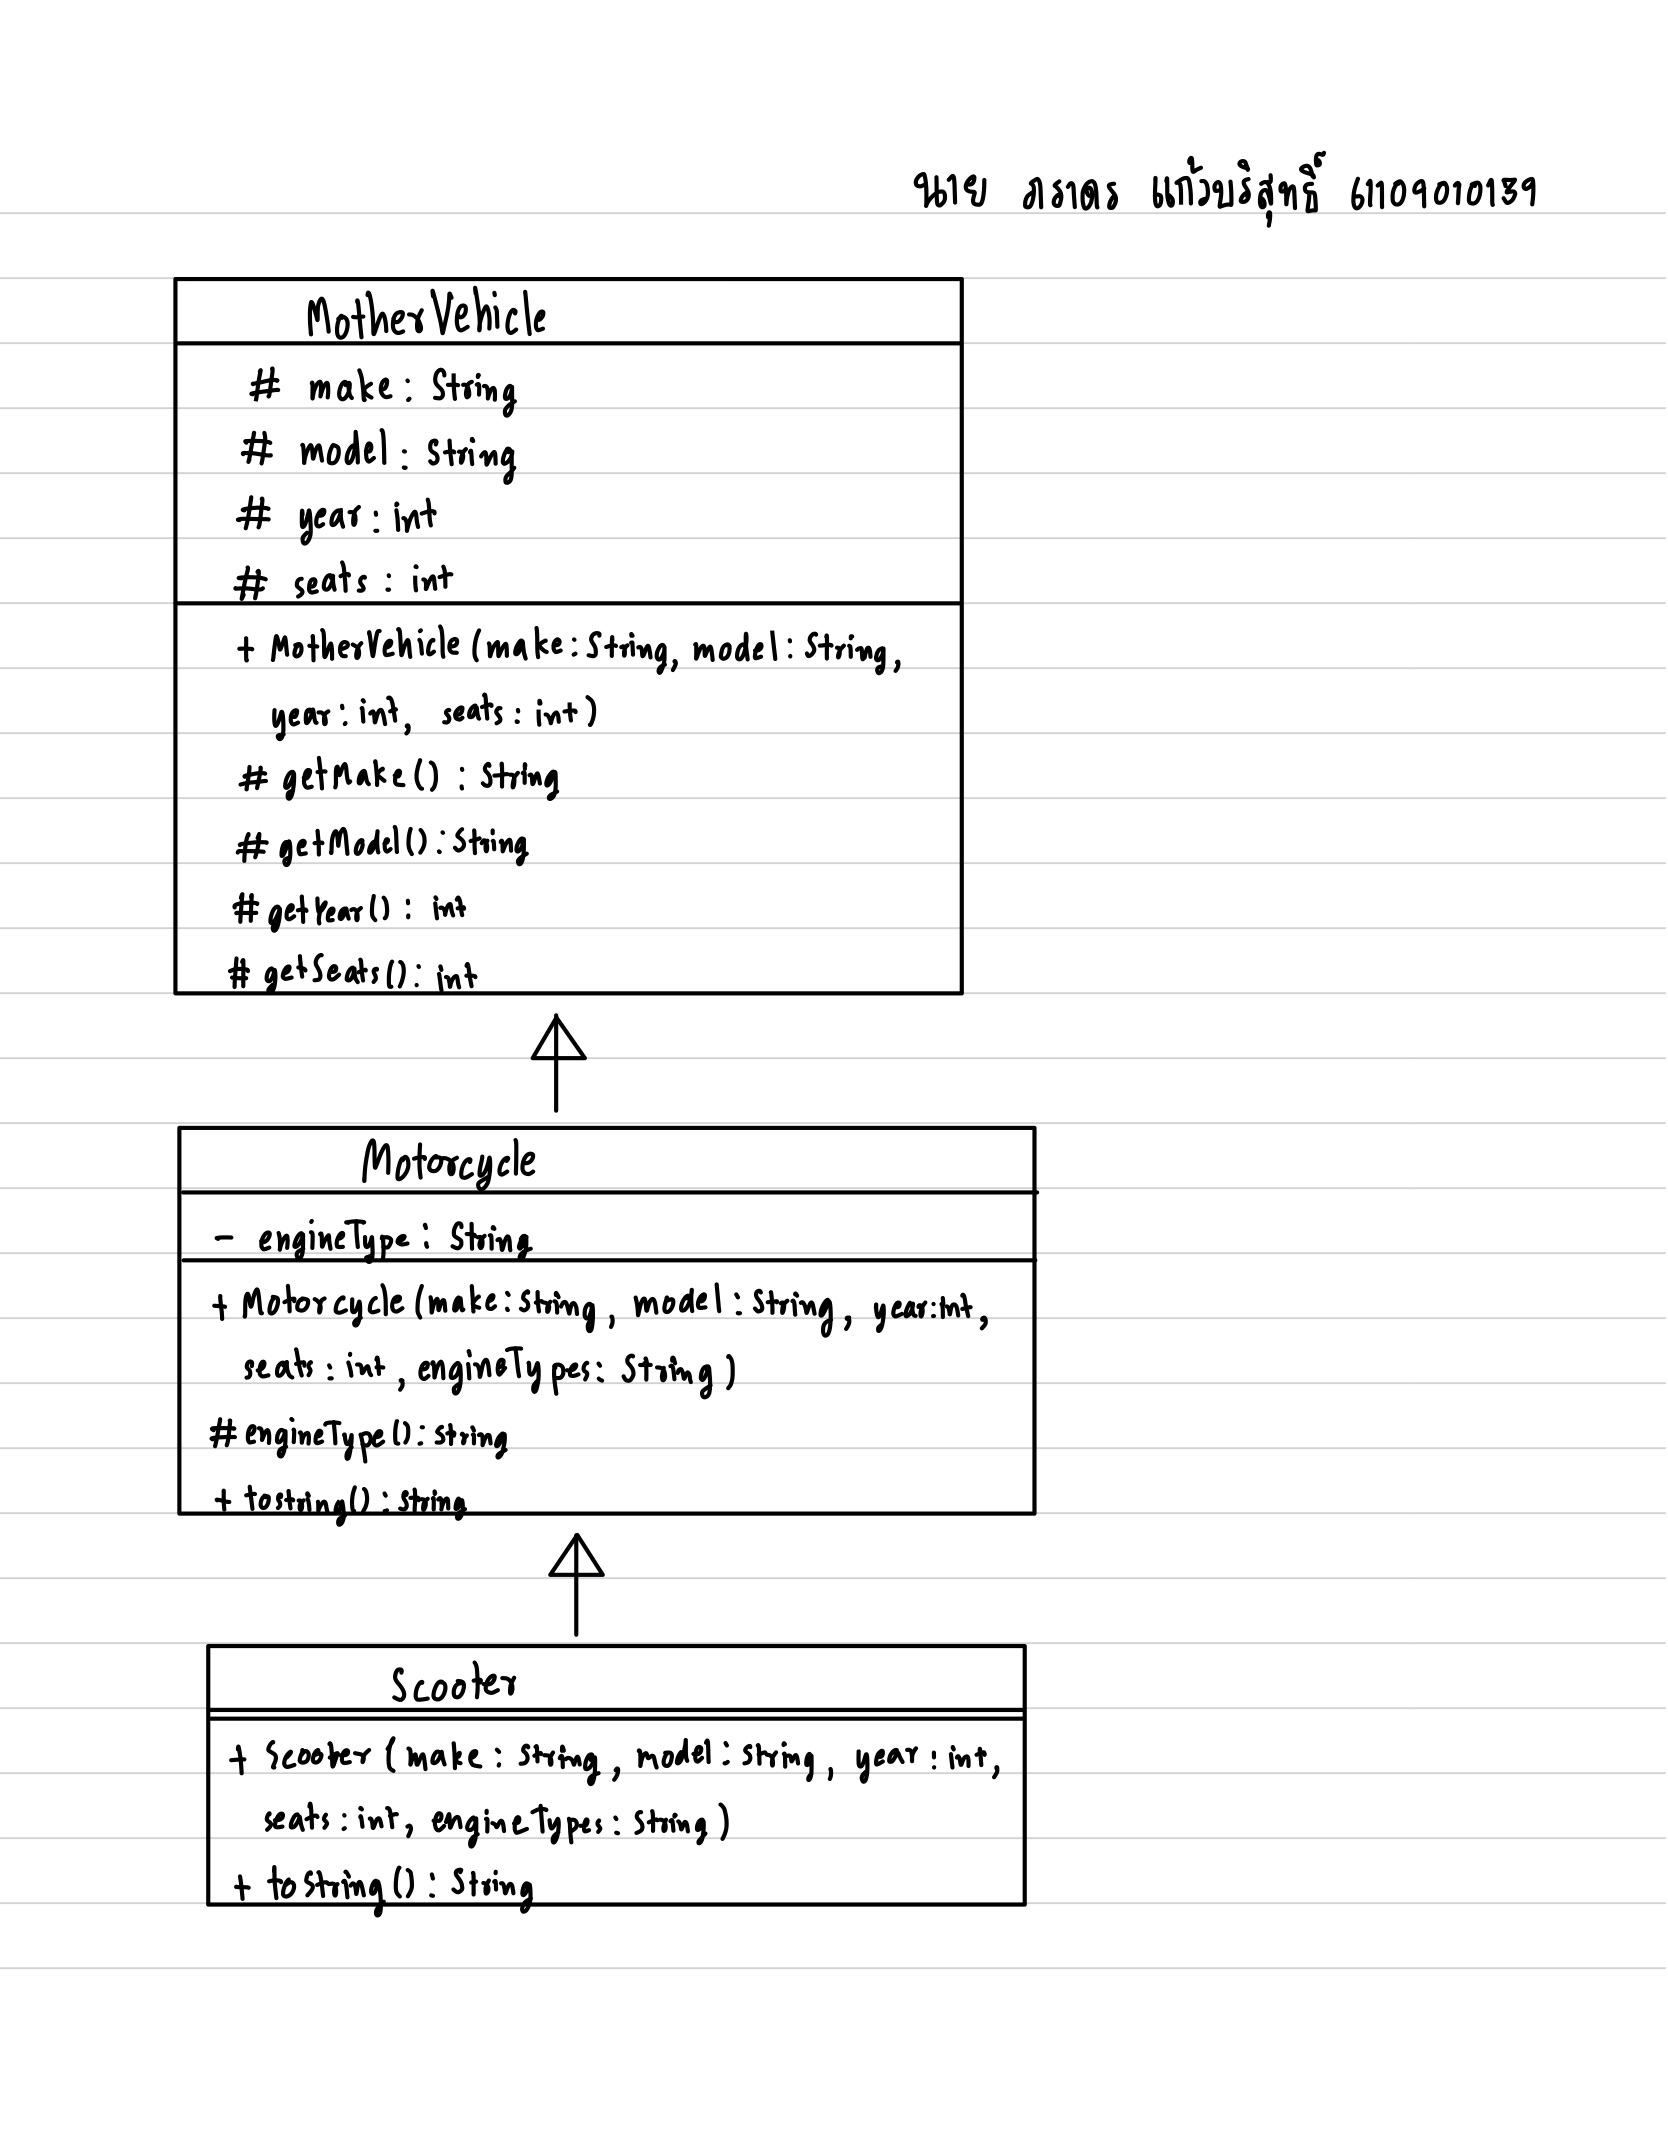 นาย ภราดร แก้วบริสุทธิ์ 61109010139
MotherVehicle
# make : String
# model : String
# year : int
# seats : int
+ MotherVehicle (make : String, model : String,
year : int, seats : int)
# getMake() : String
# getModel() : String
# getYear() : int
# getSeats() : int
Motorcycle
- engineType : String
+ Motorcycle (make : String, model : String, year : int,
seats : int, engineTypes : String)
# engineType() : String
+ tostring() : String
Scooter
+ Scooter (make : String, model : String, year : int,
seats : int, engineTypes : String)
+ toString() : String